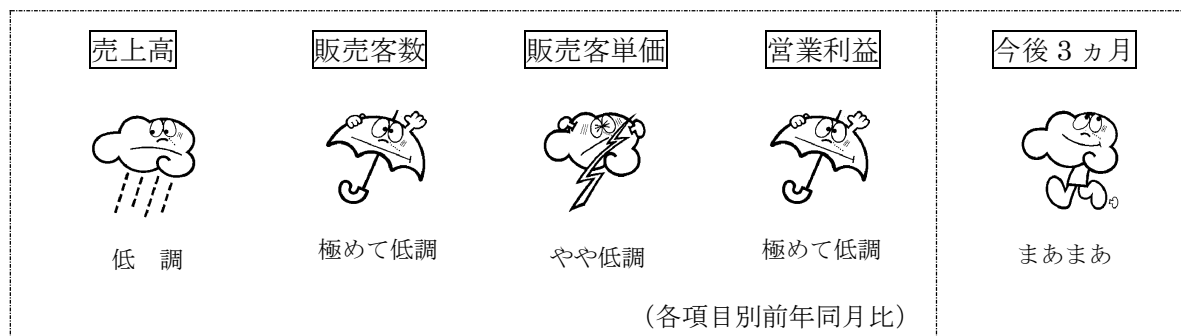 売上高 販売客数 販売客単価 営業利益 今後3ヵ月
低 調 極めて低調 やや低調 極めて低調 まあまあ
（各項目別前年同月比）